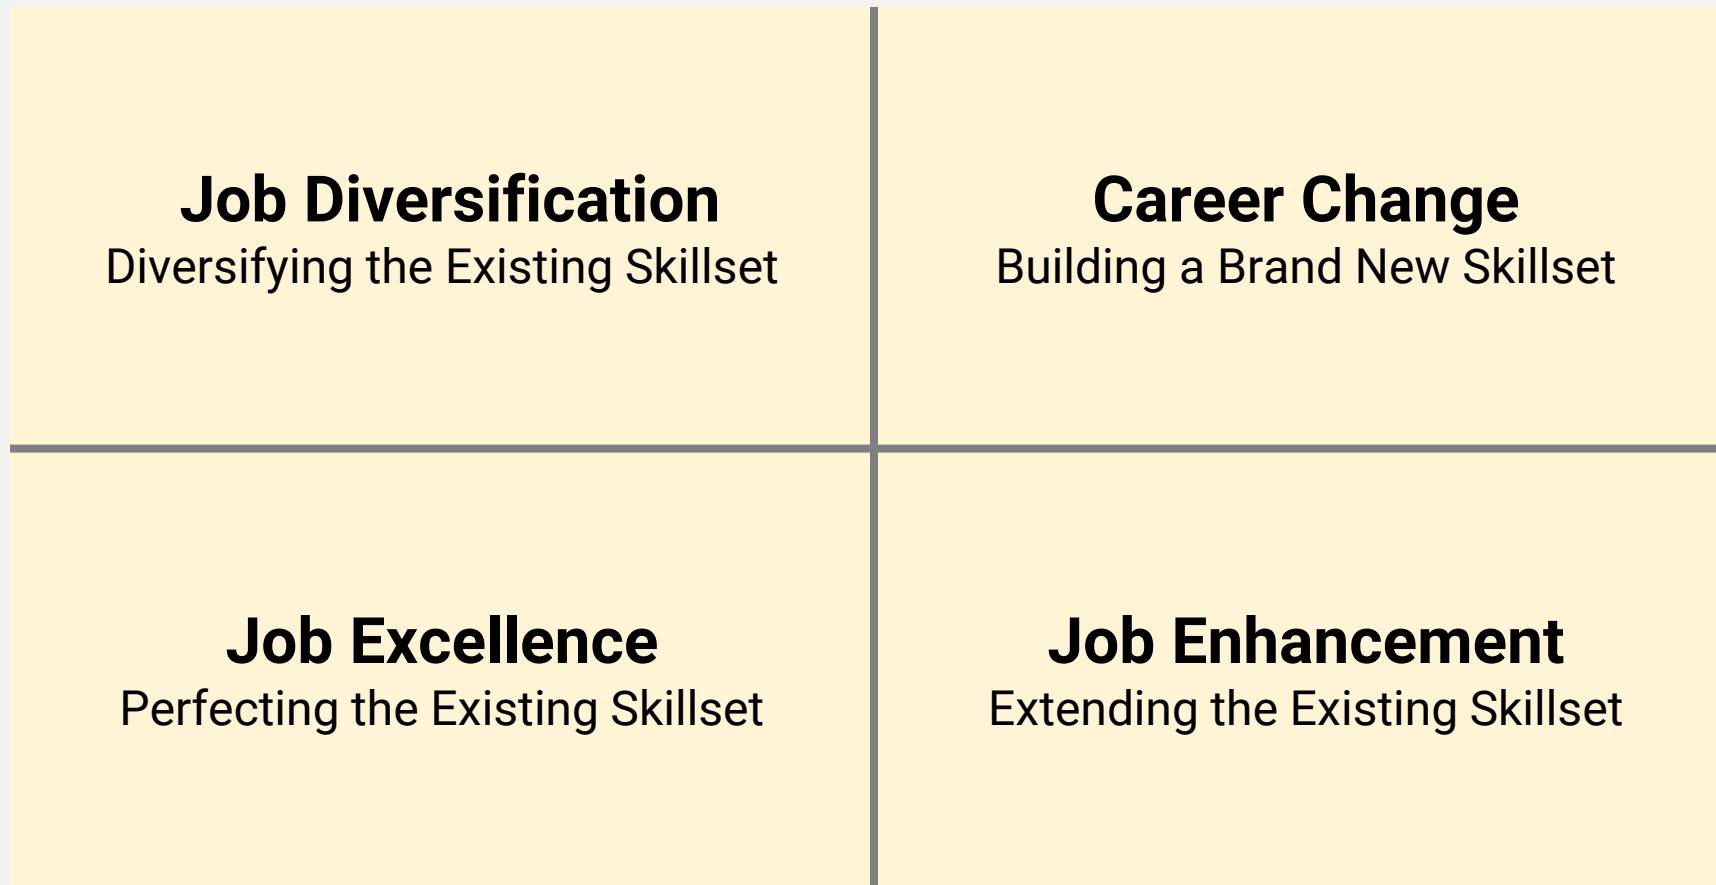 Job Diversification
Diversifying the Existing Skillset
Career Change
Building a Brand New Skillset
Job Excellence
Perfecting the Existing Skillset
Job Enhancement
Extending the Existing Skillset